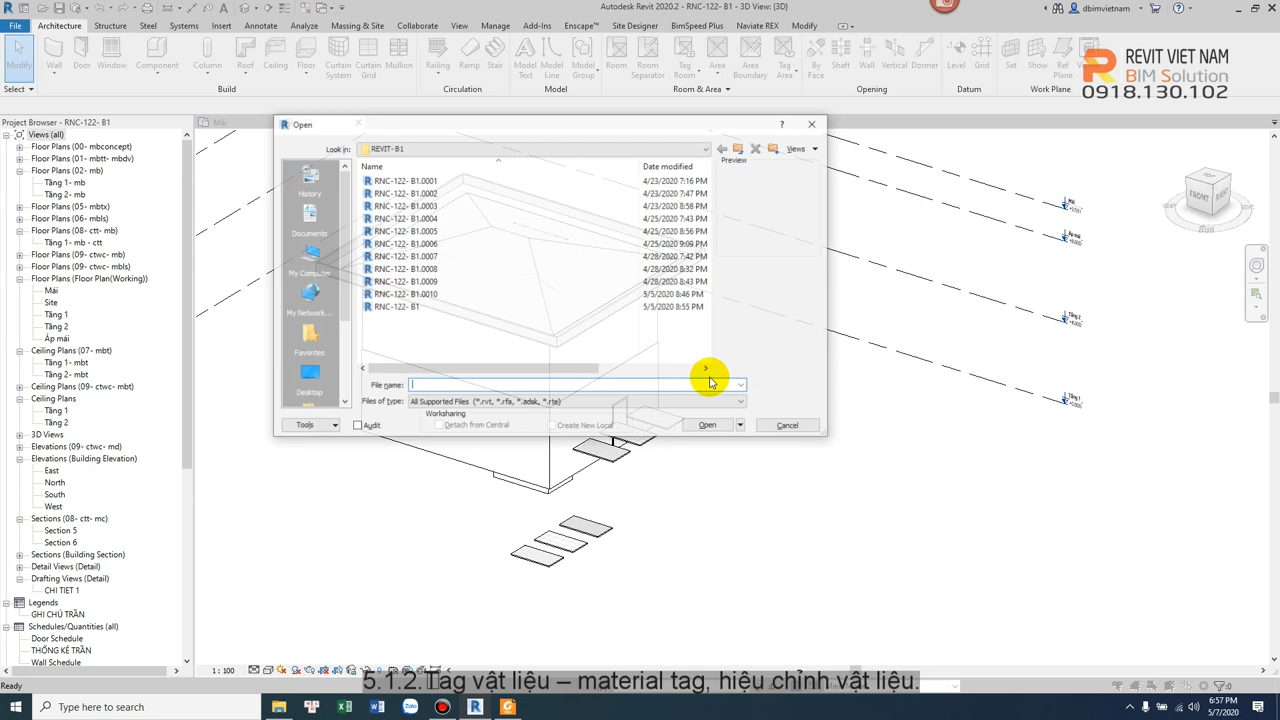 Autodesk Revit 2020.2 - RNC-122- B1 - 3D View: {3D}
dbimvietnam
File
Architecture
Structure
Steel
Systems
Insert
Annotate
Analyze
Massing & Site
Collaborate
View
Manage
Add-Ins
Enscape™
Site Designer
BimSpeed Plus
Naviate REX
Modify
Modify
Wall
Door
Window
Component
Column
Roof
Ceiling
Floor
Curtain System
Curtain Grid
Mullion
Railing
Ramp
Stair
Model Text
Model Line
Model Group
Room
Room Separator
Tag Room
Area
Area Boundary
Tag Area
By Face
Shaft
Wall
Vertical
Dormer
Level
Grid
Set
Show
Ref Plane
Select
Build
Circulation
Model
Room & Area
Opening
Datum
Work Plane
REVIT VIET NAM
BIM Solution
0918.130.102
Project Browser - RNC-122- B1
Mái
Views (all)
Floor Plans (00- mbconcept)
Floor Plans (01- mbtt- mbdv)
Floor Plans (02- mb)
Tầng 1- mb
Tầng 2- mb
Floor Plans (05- mbtx)
Floor Plans (06- mbls)
Floor Plans (08- ctt- mb)
Tầng 1- mb - ctt
Floor Plans (09- ctwc- mb)
Floor Plans (09- ctwc- mbls)
Floor Plans (Floor Plan(Working))
Mái
Site
Tầng 1
Tầng 2
Áp mái
Ceiling Plans (07- mbt)
Tầng 1- mbt
Tầng 2- mbt
Ceiling Plans (09- ctwc- mbt)
Ceiling Plans
Tầng 1
Tầng 2
3D Views
Elevations (09- ctwc- md)
Elevations (Building Elevation)
East
North
South
West
Sections (08- ctt- mc)
Section 5
Section 6
Sections (Building Section)
Detail Views (Detail)
Drafting Views (Detail)
CHI TIET 1
Legends
GHI CHÚ TRẦN
Schedules/Quantities (all)
Door Schedule
THỐNG KÊ TRẦN
Wall Schedule
Open
Look in:
REVIT-B1
Views
Name
Date modified
Preview
RNC-122- B1.0001 4/23/2020 7:16 PM
RNC-122- B1.0002 4/23/2020 7:47 PM
RNC-122- B1.0003 4/23/2020 8:58 PM
RNC-122- B1.0004 4/25/2020 7:43 PM
RNC-122- B1.0005 4/25/2020 8:56 PM
RNC-122- B1.0006 4/25/2020 9:09 PM
RNC-122- B1.0007 4/28/2020 7:42 PM
RNC-122- B1.0008 4/28/2020 8:32 PM
RNC-122- B1.0009 4/28/2020 8:43 PM
RNC-122- B1.0010 5/5/2020 8:46 PM
RNC-122- B1 5/5/2020 8:55 PM
History
Documents
My Computer
My Network...
Favorites
Desktop
File name:
Files of type: All Supported Files (*.rvt, *.rfa, *.adsk, *.rte)
Worksharing
Tools
Audit
Detach from Central
Create New Local
Open
Cancel
TOP
FRONT
Mái
Áp mái
Tầng 2
Tầng 1
1 : 100
Ready
:0
5.1.2. Tag vật liệu – material tag, hiệu chỉnh vật liệu.
Type here to search
6:57 PM
5/7/2020